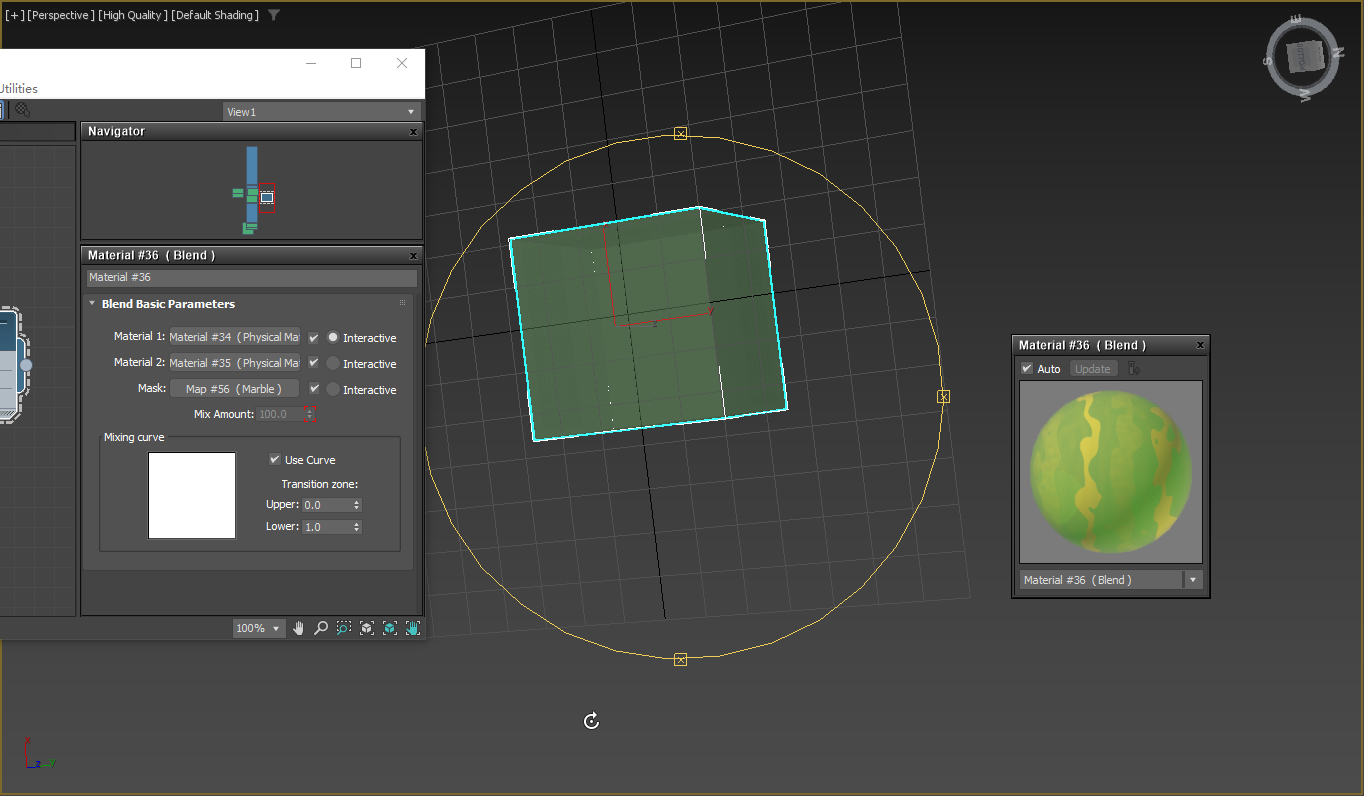 [+] [Perspective ] [High Quality ] [Default Shading ]
Utilities
View1
Navigator
Material #36 ( Blend )
Material #36
Blend Basic Parameters
Material 1: Material #34 ( Physical Ma Interactive
Material 2: Material #35 ( Physical Ma Interactive
Mask: Map #56 ( Marble ) Interactive
Mix Amount: 100.0
Mixing curve
Use Curve
Transition zone:
Upper: 0.0
Lower: 1.0
100%
Material #36 ( Blend )
Auto Update
Material #36 ( Blend )
E
N
S
W
x
z
y
y
z